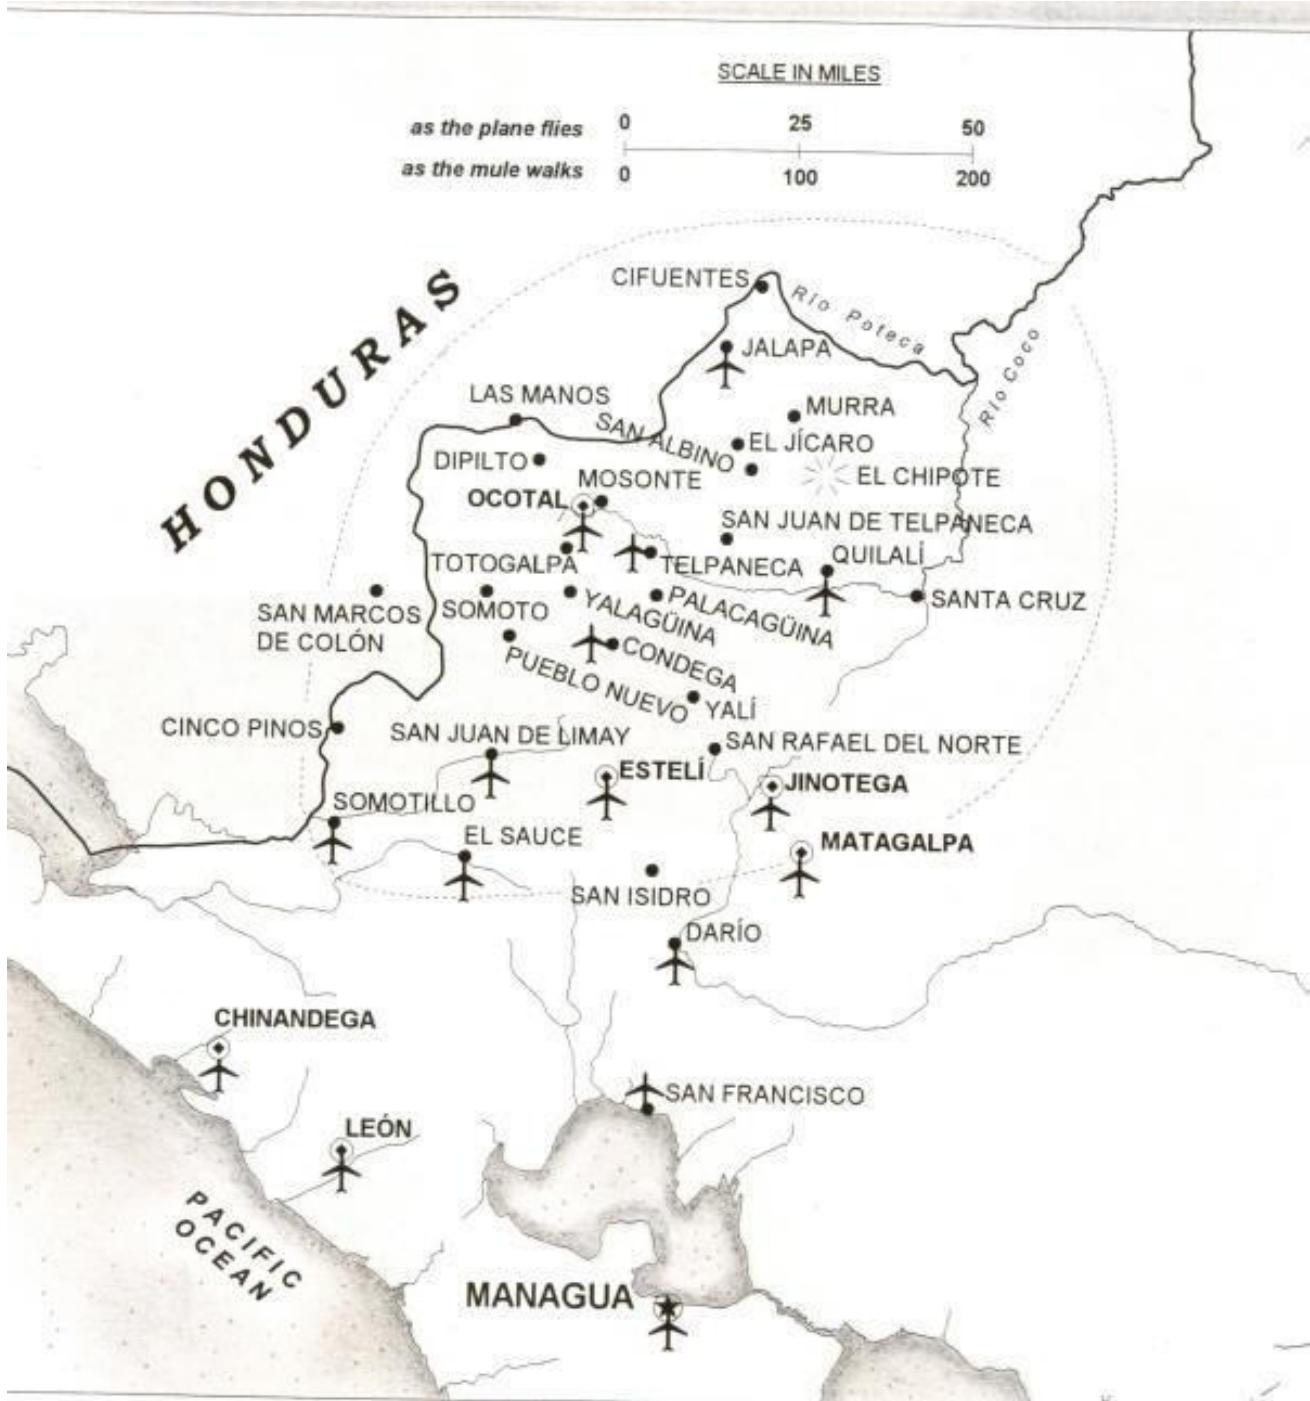 SCALE IN MILES
as the plane flies 0 25 50
as the mule walks 0 100 200
HONDURAS
CIFUENTES
Río Poteca
JALAPA
Río Coco
LAS MANOS
MURRA
SAN ALBINO
EL JÍCARO
DIPILTO
MOSONTE
EL CHIPOTE
OCOTAL
SAN JUAN DE TELPANECA
TOTOGALPA
TELPANECA
QUILALÍ
SAN MARCOS
DE COLÓN
SOMOTO
YALAGÜINA
PALACAGÜINA
SANTA CRUZ
CONDEGA
PUEBLO NUEVO
YALÍ
CINCO PINOS
SAN JUAN DE LIMAY
SAN RAFAEL DEL NORTE
ESTELÍ
JINOTEGA
SOMOTILLO
EL SAUCE
MATAGALPA
SAN ISIDRO
DARÍO
CHINANDEGA
SAN FRANCISCO
LEÓN
PACIFIC
OCEAN
MANAGUA